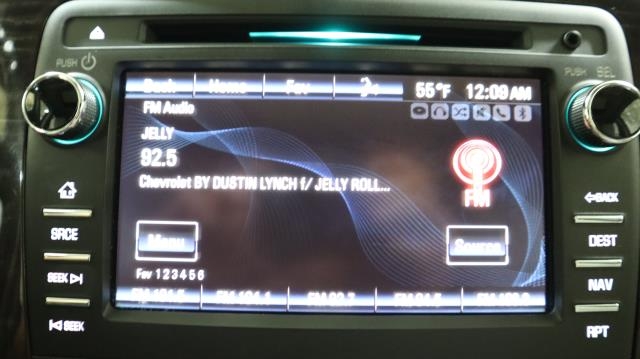 PUSH
PUSH SEL
Back Home Fav 55°F 12:09 AM
FM Audio
JELLY
92.5
Chevrolet BY DUSTIN LYNCH f/ JELLY ROLL...
FM
SRCE
SEEK
SEEK
Menu
Source
Fav 1 2 3 4 5 6
BACK
DEST
NAV
RPT